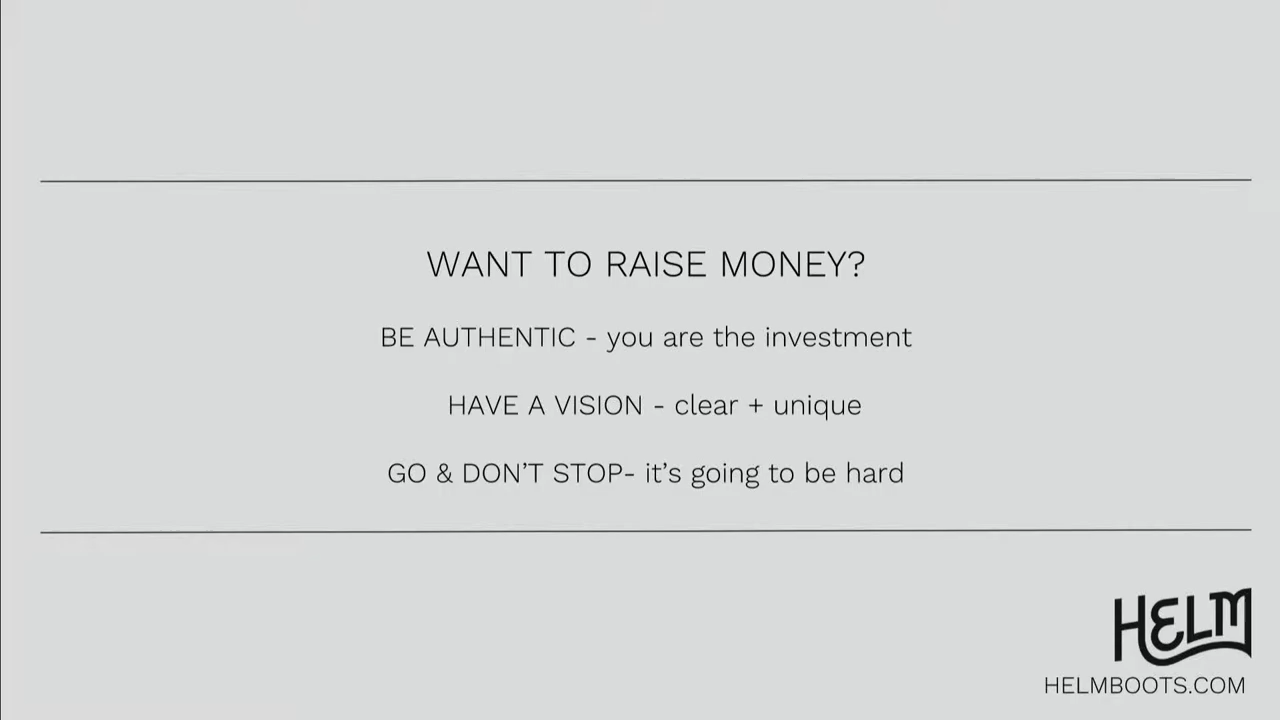 WANT TO RAISE MONEY?
BE AUTHENTIC - you are the investment
HAVE A VISION - clear + unique
GO & DON’T STOP- it’s going to be hard
HELM
HELMBOOTS.COM